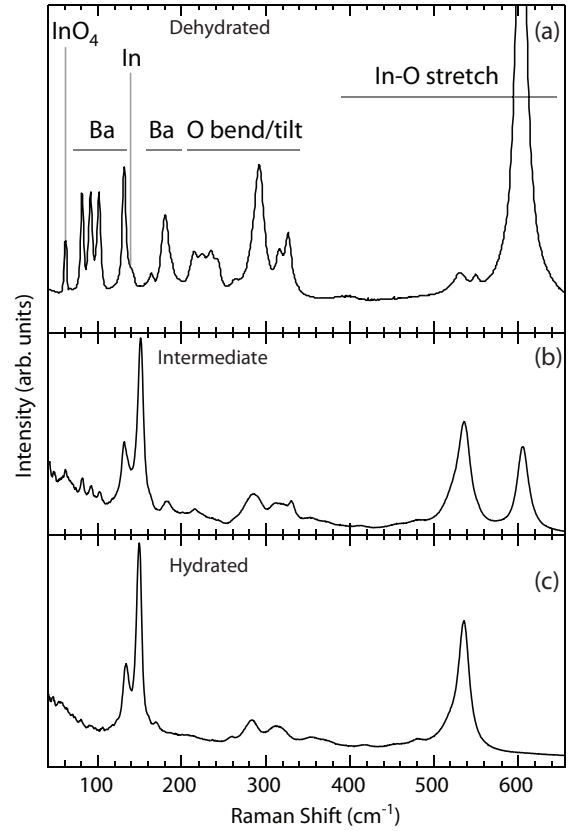 InO4
Dehydrated
(a)
In
In-O stretch
Ba
Ba
O bend/tilt
Intermediate
(b)
Hydrated
(c)
Intensity (arb. units)
100 200 300 400 500 600
Raman Shift (cm-1)